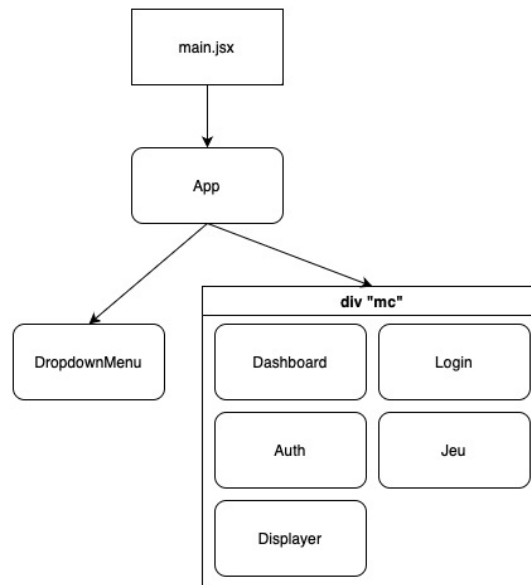 main.jsx
App
DropdownMenu
div "mc"
Dashboard
Login
Auth
Jeu
Displayer